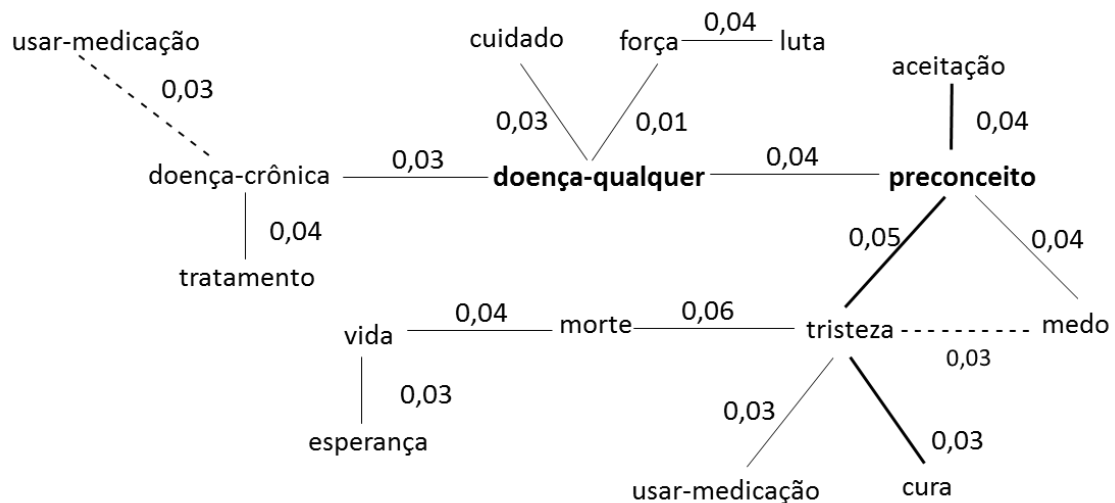 usar-medicação
cuidado
força
0,04
luta
aceitação
0,03
0,03
0,01
0,04
doença-crônica
0,03
doença-qualquer
0,04
preconceito
0,04
0,05
0,04
tratamento
vida
0,04
morte
0,06
tristeza
medo
0,03
0,03
0,03
0,03
esperança
usar-medicação
cura